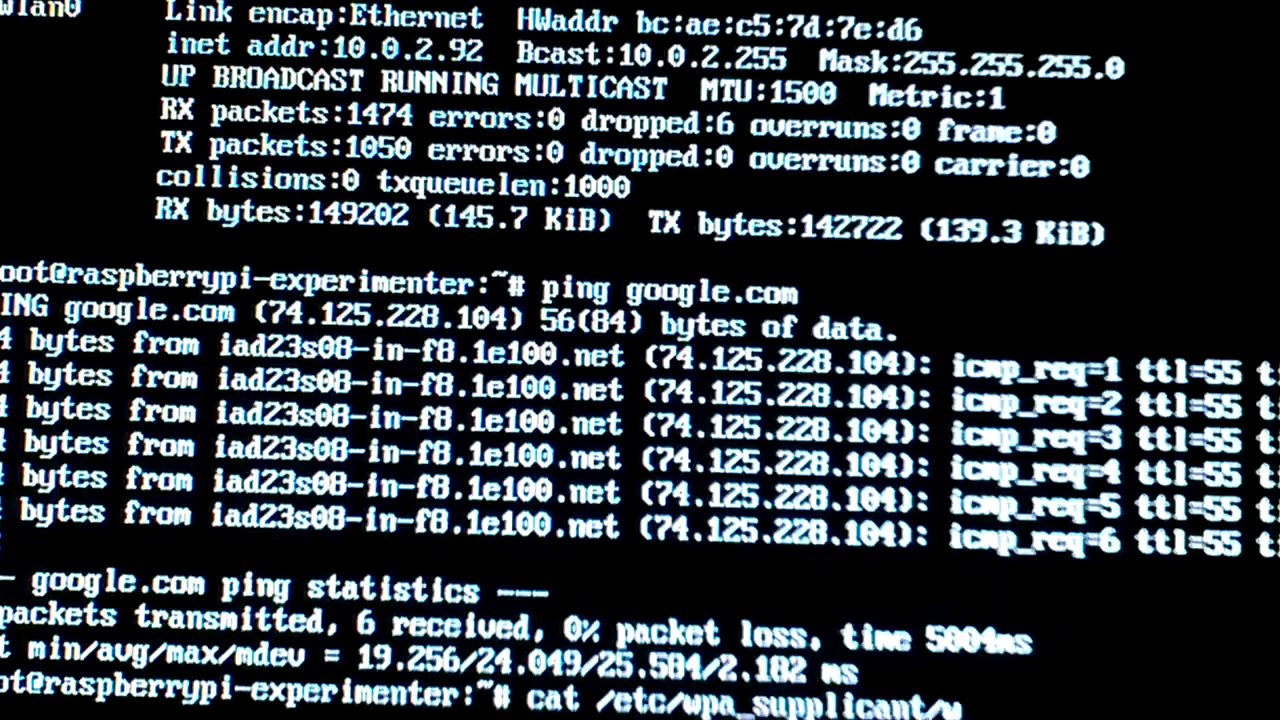 wlan0 Link encap:Ethernet HWaddr bc:ae:c5:7d:7e:d6
inet addr:10.0.2.92 Bcast:10.0.2.255 Mask:255.255.255.0
UP BROADCAST RUNNING MULTICAST MTU:1500 Metric:1
RX packets:1474 errors:0 dropped:6 overruns:0 frame:0
TX packets:1050 errors:0 dropped:0 overruns:0 carrier:0
collisions:0 txqueuelen:1000
RX bytes:149202 (145.7 KiB) TX bytes:142722 (139.3 KiB)
oot@raspberrypi-experimenter:~# ping google.com
ING google.com (74.125.228.104) 56(84) bytes of data.
4 bytes from iad23s08-in-f8.1e100.net (74.125.228.104): icmp_req=1 ttl=55 t
4 bytes from iad23s08-in-f8.1e100.net (74.125.228.104): icmp_req=2 ttl=55 t
4 bytes from iad23s08-in-f8.1e100.net (74.125.228.104): icmp_req=3 ttl=55 ti
4 bytes from iad23s08-in-f8.1e100.net (74.125.228.104): icmp_req=4 ttl=55 ti
4 bytes from iad23s08-in-f8.1e100.net (74.125.228.104): icmp_req=5 ttl=55 ti
4 bytes from iad23s08-in-f8.1e100.net (74.125.228.104): icmp_req=6 ttl=55 ti
- google.com ping statistics ---
packets transmitted, 6 received, 0% packet loss, time 5004ms
t min/avg/max/mdev = 19.256/24.049/25.584/2.182 ms
ot@raspberrypi-experimenter:~# cat /etc/wpa_supplicant/w